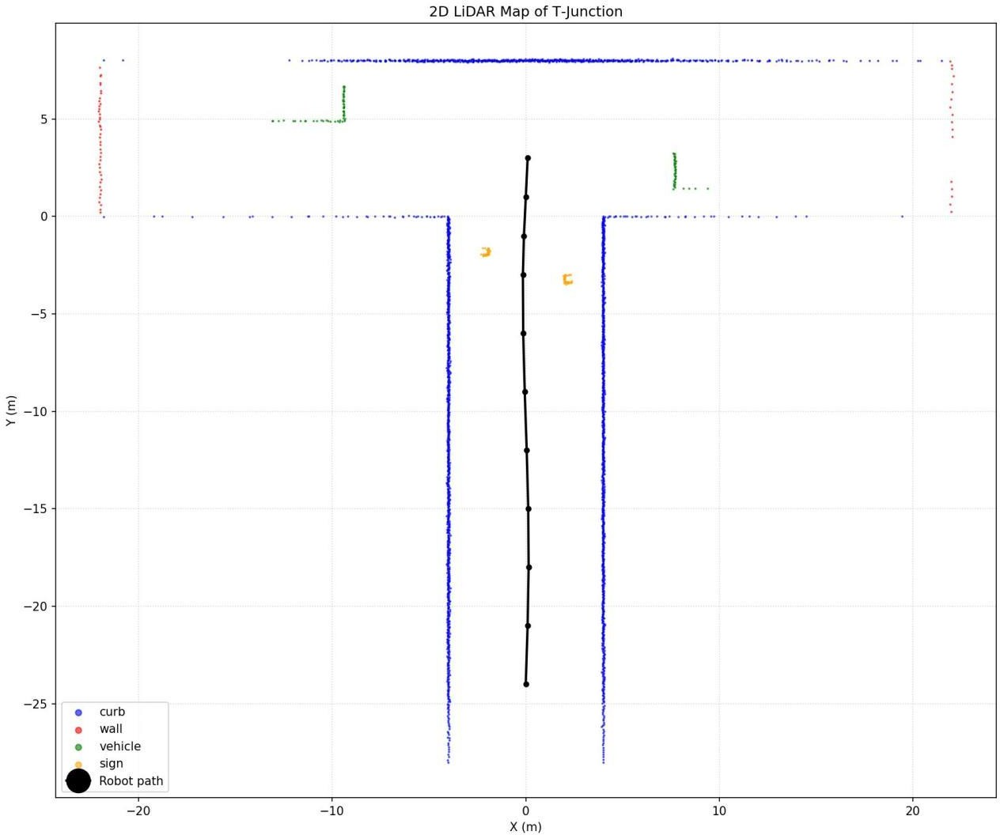 2D LiDAR Map of T-Junction
Y (m)
5
0
−5
−10
−15
−20
−25
curb
wall
vehicle
sign
Robot path
−20 −10 0 10 20
X (m)